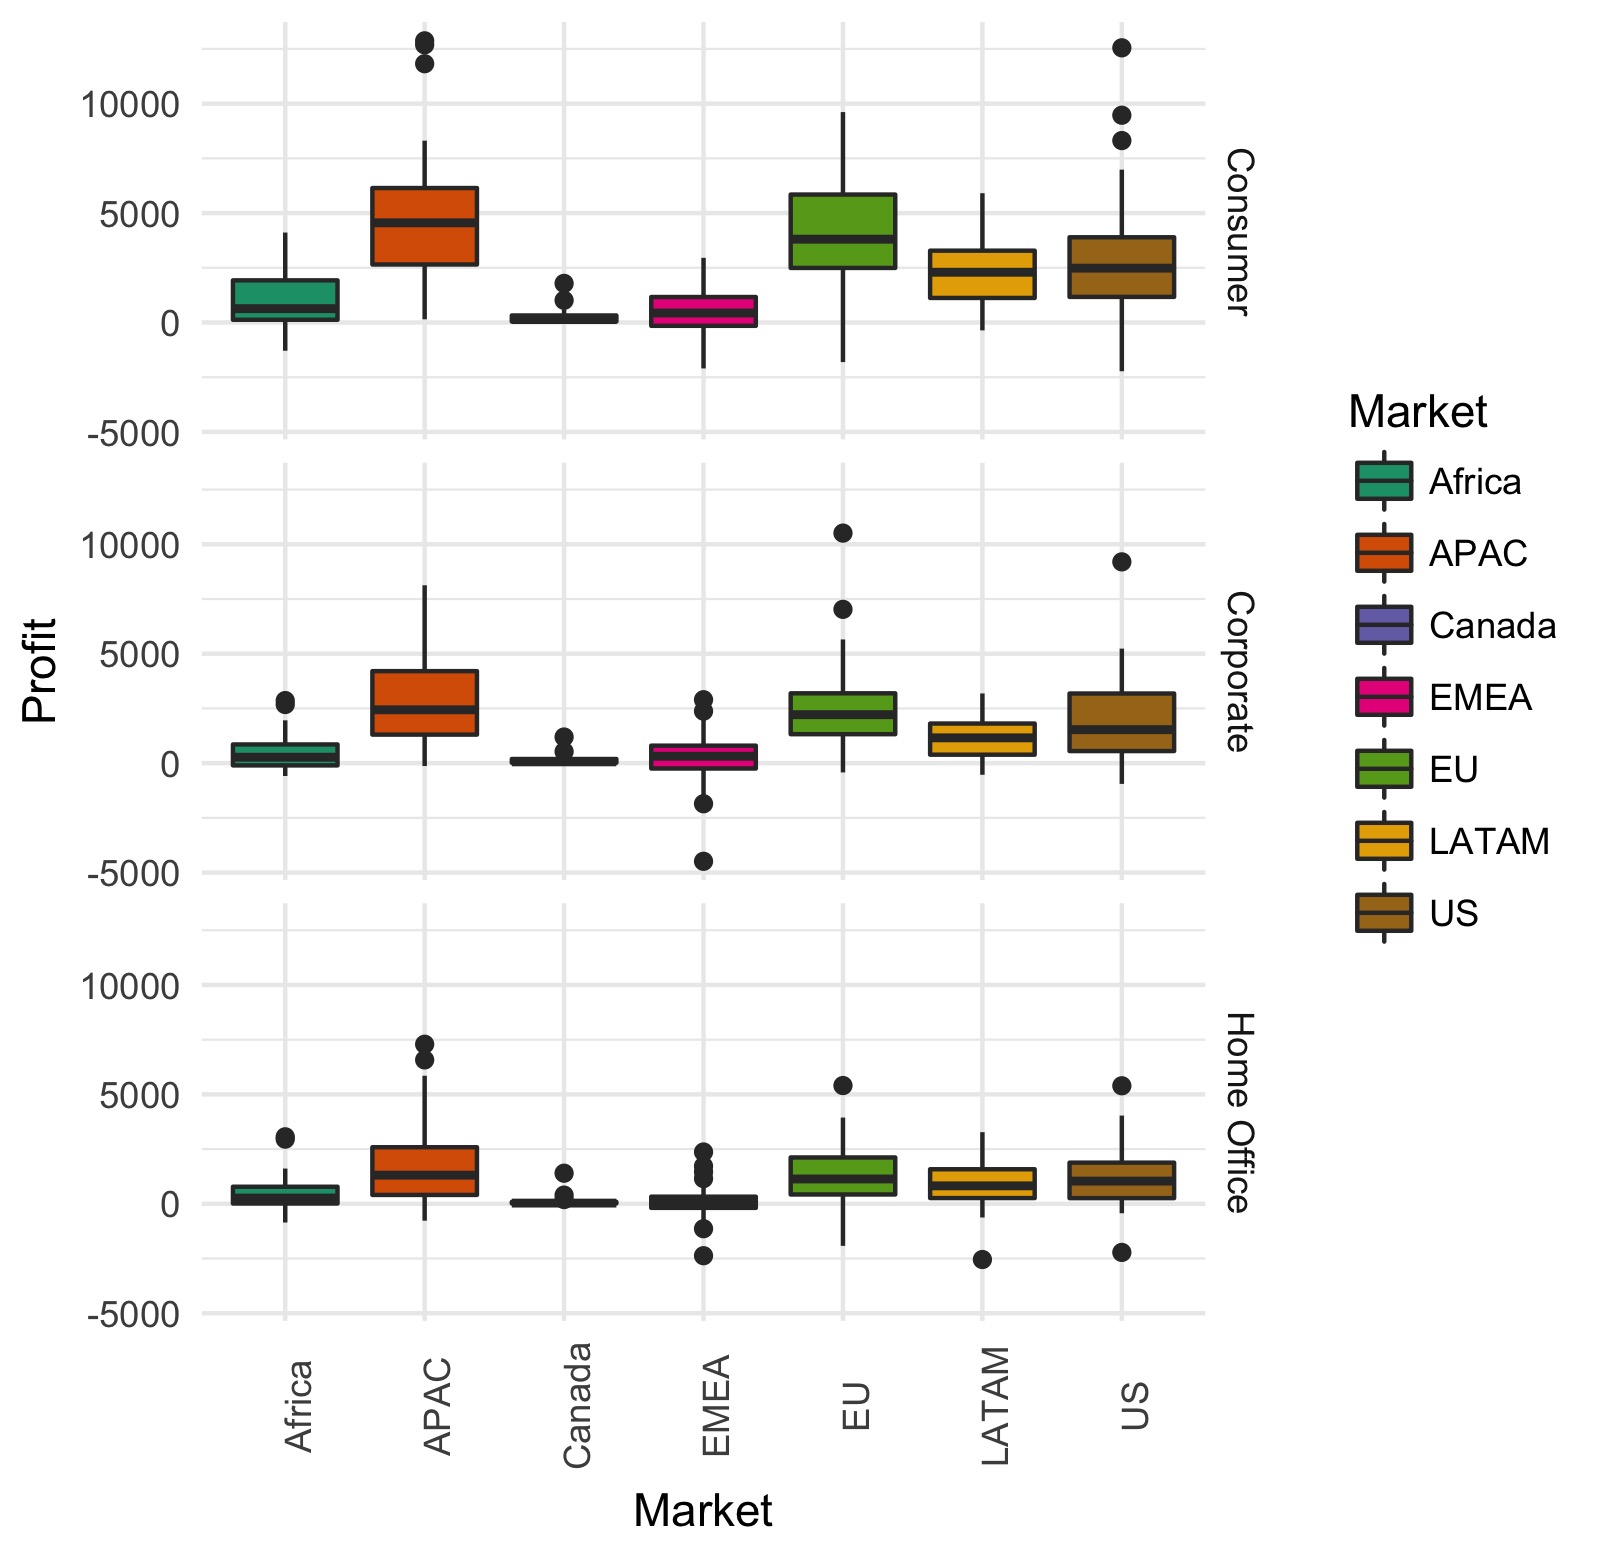 10000
5000
0
-5000
Consumer
10000
5000
0
-5000
Corporate
10000
5000
0
-5000
Home Office
Profit
Africa
APAC
Canada
EMEA
EU
LATAM
US
Market
Market
Africa
APAC
Canada
EMEA
EU
LATAM
US